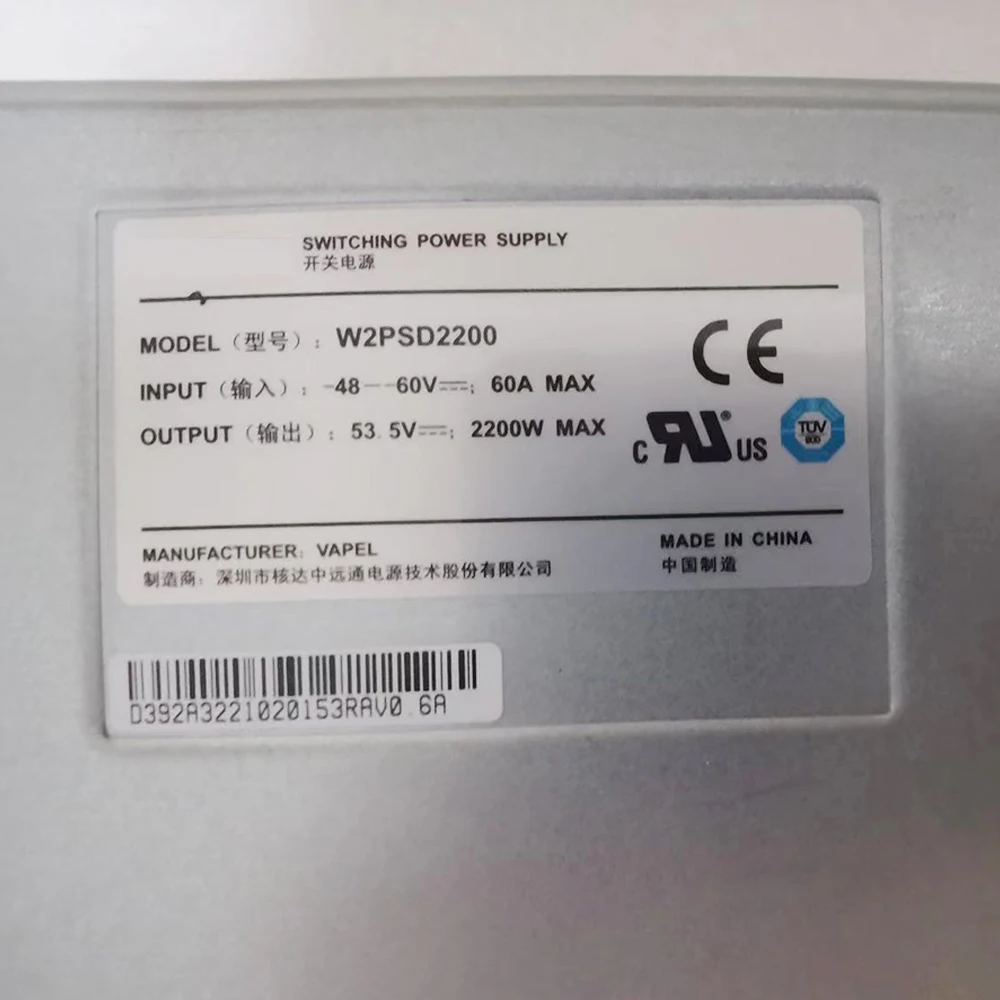 SWITCHING POWER SUPPLY
开关电源
MODEL（型号）: W2PSD2200
INPUT（输入）: -48--60V⎓; 60A MAX
OUTPUT（输出）: 53.5V⎓; 2200W MAX
CE
c RU ® US
TÜV
MANUFACTURER: VAPEL
制造商: 深圳市核达中远通电源技术股份有限公司
MADE IN CHINA
中国制造
D392A3221020153RAV0.6A